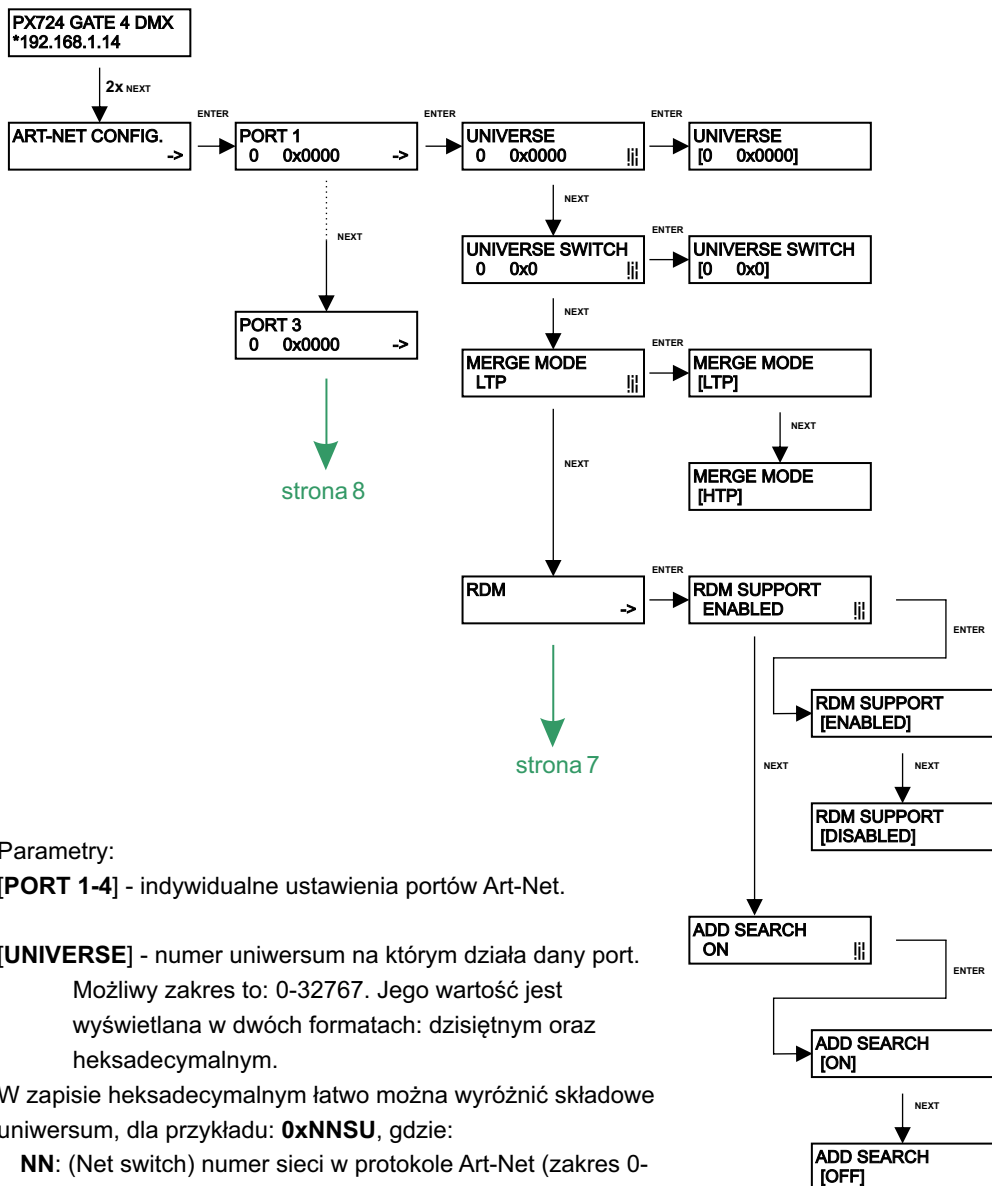 PX724 GATE 4 DMX
*192.168.1.14
2x NEXT
ART-NET CONFIG.
->
ENTER
PORT 1
0 0x0000 ->
ENTER
UNIVERSE
0 0x0000
ENTER
UNIVERSE
[0 0x0000]
NEXT
NEXT
UNIVERSE SWITCH
0 0x0
ENTER
UNIVERSE SWITCH
[0 0x0]
NEXT
PORT 3
0 0x0000 ->
strona 8
MERGE MODE
LTP
ENTER
MERGE MODE
[LTP]
NEXT
MERGE MODE
[HTP]
NEXT
RDM
->
strona 7
ENTER
RDM SUPPORT
ENABLED
ENTER
RDM SUPPORT
[ENABLED]
NEXT
RDM SUPPORT
[DISABLED]
NEXT
ADD SEARCH
ON
ENTER
ADD SEARCH
[ON]
NEXT
ADD SEARCH
[OFF]
Parametry:
[PORT 1-4] - indywidualne ustawienia portów Art-Net.
[UNIVERSE] - numer uniwersum na którym działa dany port.
Możliwy zakres to: 0-32767. Jego wartość jest
wyświetlana w dwóch formatach: dzisiętnym oraz
heksadecymalnym.
W zapisie heksadecymalnym łatwo można wyróżnić składowe
uniwersum, dla przykładu: 0xNNSU, gdzie:
NN: (Net switch) numer sieci w protokole Art-Net (zakres 0-